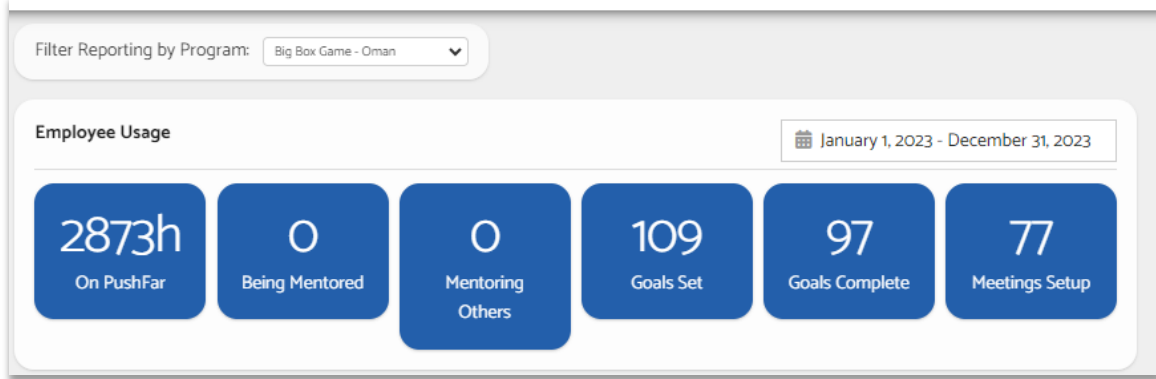 Filter Reporting by Program: Big Box Game - Oman
Employee Usage
January 1, 2023 - December 31, 2023
2873h
On PushFar
0
Being Mentored
0
Mentoring
Others
109
Goals Set
97
Goals Complete
77
Meetings Setup